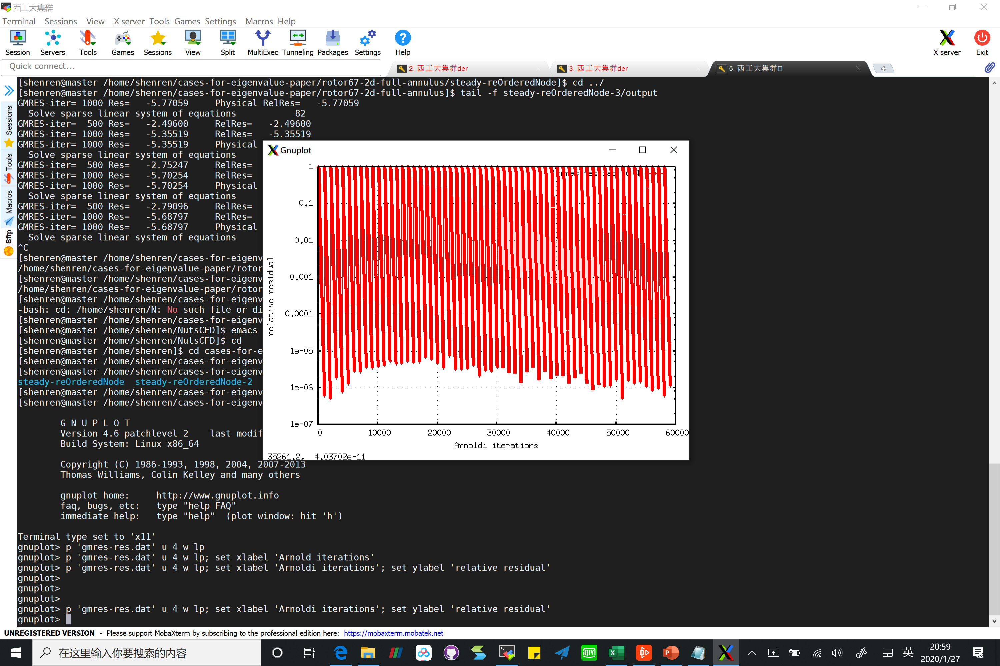 西工大集群
Terminal Sessions View X server Tools Games Settings Macros Help
Session Servers Tools Games Sessions View Split MultiExec Tunneling Packages Settings Help X server Exit
Quick connect...
2. 西工大集群der
3. 西工大集群der
5. 西工大集群
Sessions
Tools
Macros
Sftp
[shenren@master /home/shenren/cases-for-eigenvalue-paper/rotor67-2d-full-annulus/steady-reOrderedNode]$ cd ../
[shenren@master /home/shenren/cases-for-eigenvalue-paper/rotor67-2d-full-annulus]$ tail -f steady-reOrderedNode-3/output
GMRES-iter= 1000 Res= -5.77059 Physical RelRes= -5.77059
Solve sparse linear system of equations 82
GMRES-iter= 500 Res= -2.49600 RelRes= -2.49600
GMRES-iter= 1000 Res= -5.35519 RelRes= -5.35519
GMRES-iter= 1000 Res= -5.35519 Physical
Solve sparse linear system of equations
GMRES-iter= 500 Res= -2.75247 RelRes=
GMRES-iter= 1000 Res= -5.70254 RelRes=
GMRES-iter= 1000 Res= -5.70254 Physical
Solve sparse linear system of equations
GMRES-iter= 500 Res= -2.79096 RelRes=
GMRES-iter= 1000 Res= -5.68797 RelRes=
GMRES-iter= 1000 Res= -5.68797 Physical
Solve sparse linear system of equations
^C
[shenren@master /home/shenren/cases-for-eigenv
/home/shenren/cases-for-eigenvalue-paper/rotor
[shenren@master /home/shenren/cases-for-eigenv
/home/shenren/cases-for-eigenvalue-paper/rotor
[shenren@master /home/shenren/cases-for-eigenv
-bash: cd: /home/shenren/N: No such file or di
[shenren@master /home/shenren/cases-for-eigenv
[shenren@master /home/shenren/NutsCFD]$ emacs
[shenren@master /home/shenren/NutsCFD]$ cd
[shenren@master /home/shenren]$ cd cases-for-e
[shenren@master /home/shenren/cases-for-eigenv
[shenren@master /home/shenren/cases-for-eigenv
steady-reOrderedNode steady-reOrderedNode-2
[shenren@master /home/shenren/cases-for-eigenv
[shenren@master /home/shenren/cases-for-eigenv
G N U P L O T
Version 4.6 patchlevel 2 last modif
Build System: Linux x86_64
Copyright (C) 1986-1993, 1998, 2004, 2007-2013
Thomas Williams, Colin Kelley and many others
gnuplot home: http://www.gnuplot.info
faq, bugs, etc: type "help FAQ"
immediate help: type "help" (plot window: hit 'h')
Terminal type set to 'x11'
gnuplot> p 'gmres-res.dat' u 4 w lp
gnuplot> p 'gmres-res.dat' u 4 w lp; set xlabel 'Arnold iterations'
gnuplot> p 'gmres-res.dat' u 4 w lp; set xlabel 'Arnoldi iterations'; set ylabel 'relative residual'
gnuplot>
gnuplot>
gnuplot>
gnuplot> p 'gmres-res.dat' u 4 w lp; set xlabel 'Arnoldi iterations'; set ylabel 'relative residual'
gnuplot>
Gnuplot
1
0.1
0.01
0.001
0.0001
1e-05
1e-06
1e-07
relative residual
0 10000 20000 30000 40000 50000 60000
Arnoldi iterations
35261.2, 4.03702e-11
UNREGISTERED VERSION - Please support MobaXterm by subscribing to the professional edition here: https://mobaxterm.mobatek.net
在这里输入你要搜索的内容
英
20:59
2020/1/27